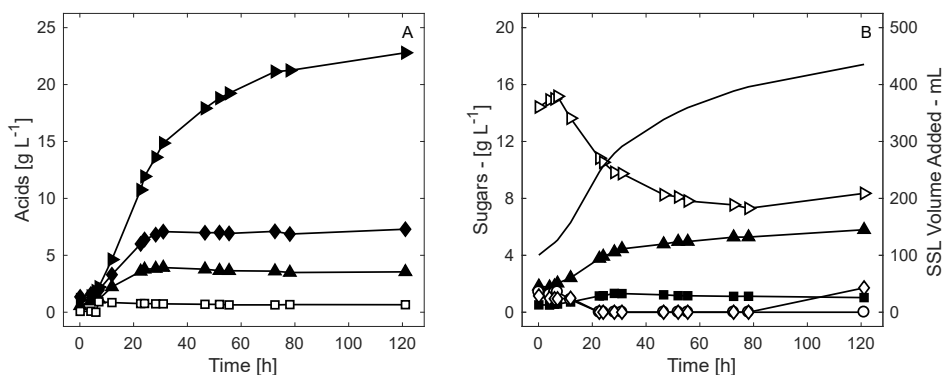 A
25
20
15
10
5
0
Acids [g L-1]
0 20 40 60 80 100 120
Time [h]
B
20
16
12
8
4
0
Sugars - [g L-1]
500
400
300
200
100
0
SSL Volume Added - mL
0 20 40 60 80 100 120
Time [h]